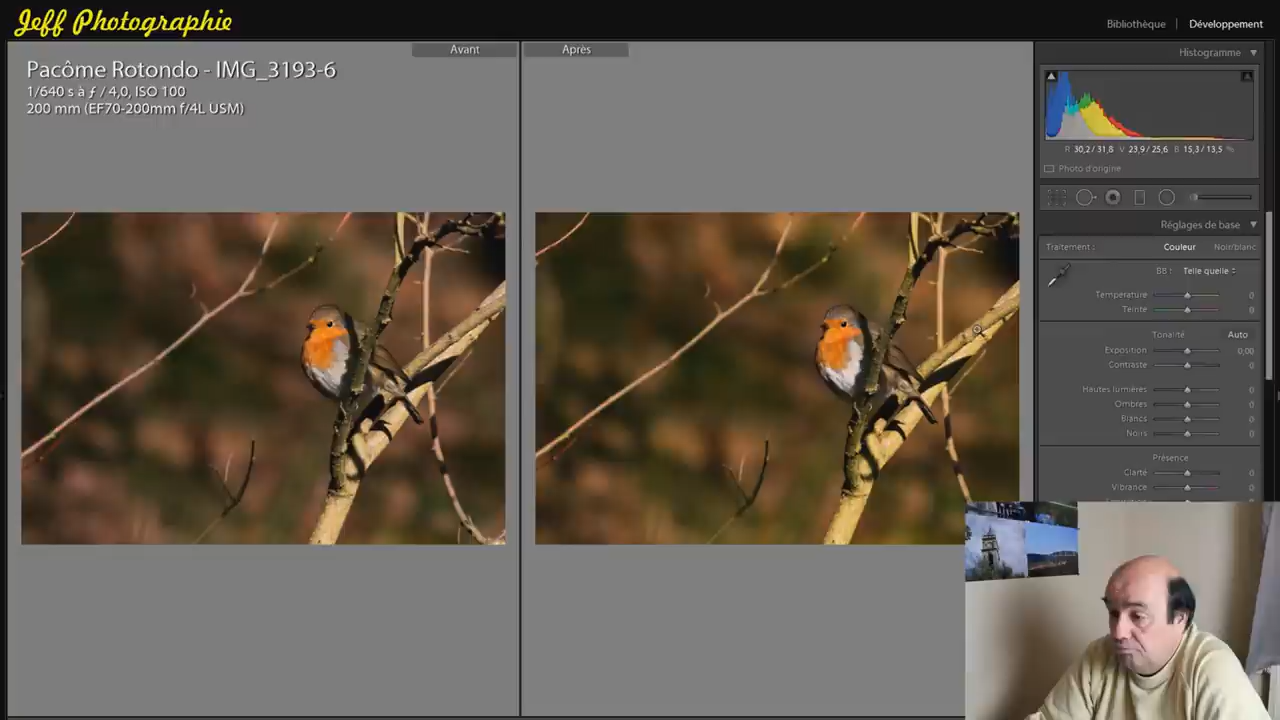 Jeff Photographie
Bibliothèque | Développement
Avant
Après
Histogramme
Pacôme Rotondo - IMG_3193-6
1/640 s à ƒ / 4,0, ISO 100
200 mm (EF70-200mm f/4L USM)
R 30,2 / 31,8 V 23,9 / 25,6 B 15,3 / 13,5 %
Photo d'origine
Réglages de base
Traitement : Couleur Noir/blanc
BB : Telle quelle
Température 0
Teinte 0
Tonalité Auto
Exposition 0,00
Contraste 0
Hautes lumières 0
Ombres 0
Blancs 0
Noirs 0
Présence
Clarté 0
Vibrance 0